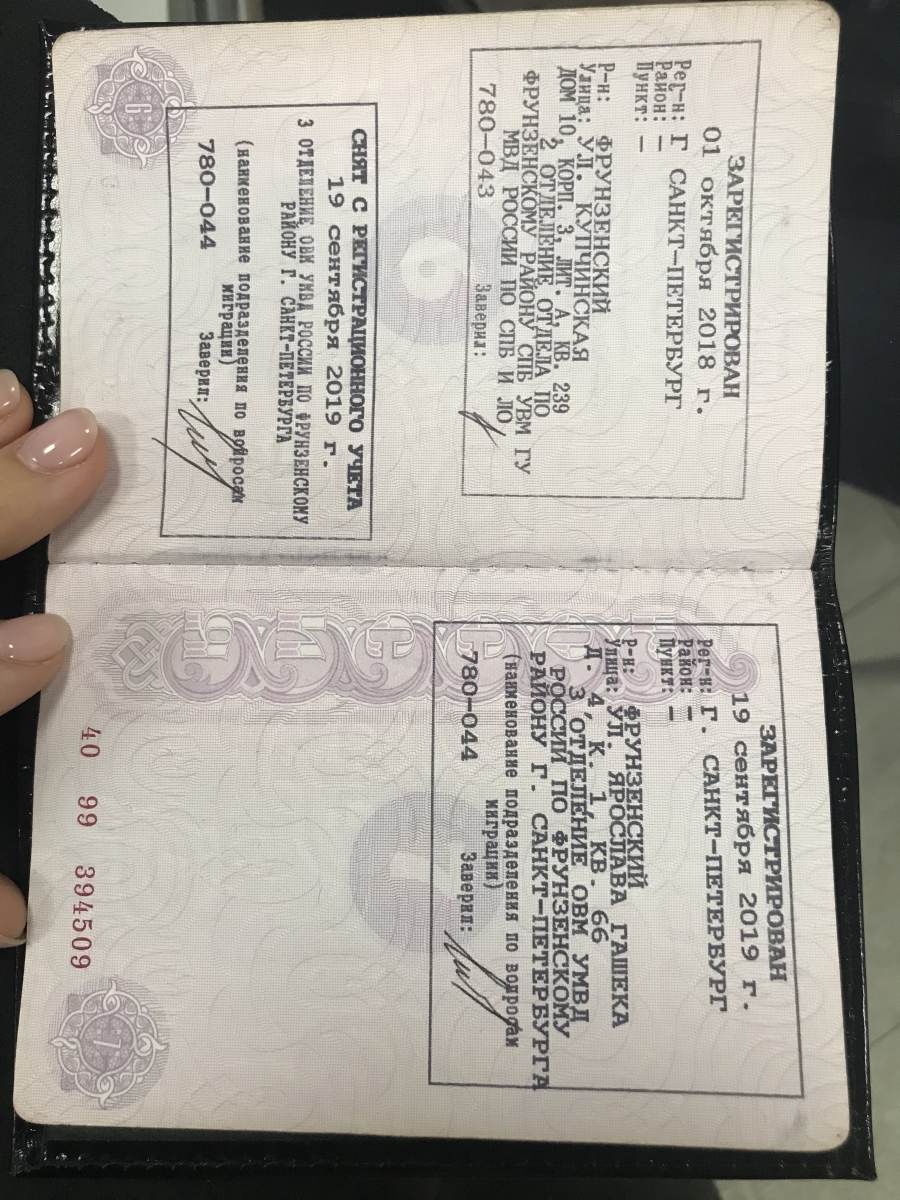 ЗАРЕГИСТРИРОВАН
01 октября 2018 г.
Рег-н: Г САНКТ-ПЕТЕРБУРГ
Район: —
Пункт: —
Р-н: ФРУНЗЕНСКИЙ
Улица: УЛ. КУПЧИНСКАЯ
ДОМ 10, КОРП. 3, ЛИТ. А, КВ. 239
2 ОТДЕЛЕНИЕ ОТДЕЛА ПО
ФРУНЗЕНСКОМУ РАЙОНУ СПБ УВМ ГУ
МВД РОССИИ ПО СПБ И ЛО
780-043 Заверил:
СНЯТ С РЕГИСТРАЦИОННОГО УЧЕТА
19 сентября 2019 г.
3 ОТДЕЛЕНИЕ ОВМ УМВД РОССИИ ПО ФРУНЗЕНСКОМУ
РАЙОНУ Г. САНКТ-ПЕТЕРБУРГА
(наименование подразделения по вопросам
миграции)
780-044 Заверил:
6
6
ЗАРЕГИСТРИРОВАН
19 сентября 2019 г.
Рег-н: Г. САНКТ-ПЕТЕРБУРГ
Район: —
Пункт: —
Р-н: ФРУНЗЕНСКИЙ
Улица: УЛ. ЯРОСЛАВА ГАШЕКА
Д. 4, К. 1, КВ. 66
3 ОТДЕЛЕНИЕ ОВМ УМВД
РОССИИ ПО ФРУНЗЕНСКОМУ
РАЙОНУ Г. САНКТ-ПЕТЕРБУРГА
(наименование подразделения по вопросам
миграции)
780-044 Заверил:
РОССИЯ
7
7
40 99 394509